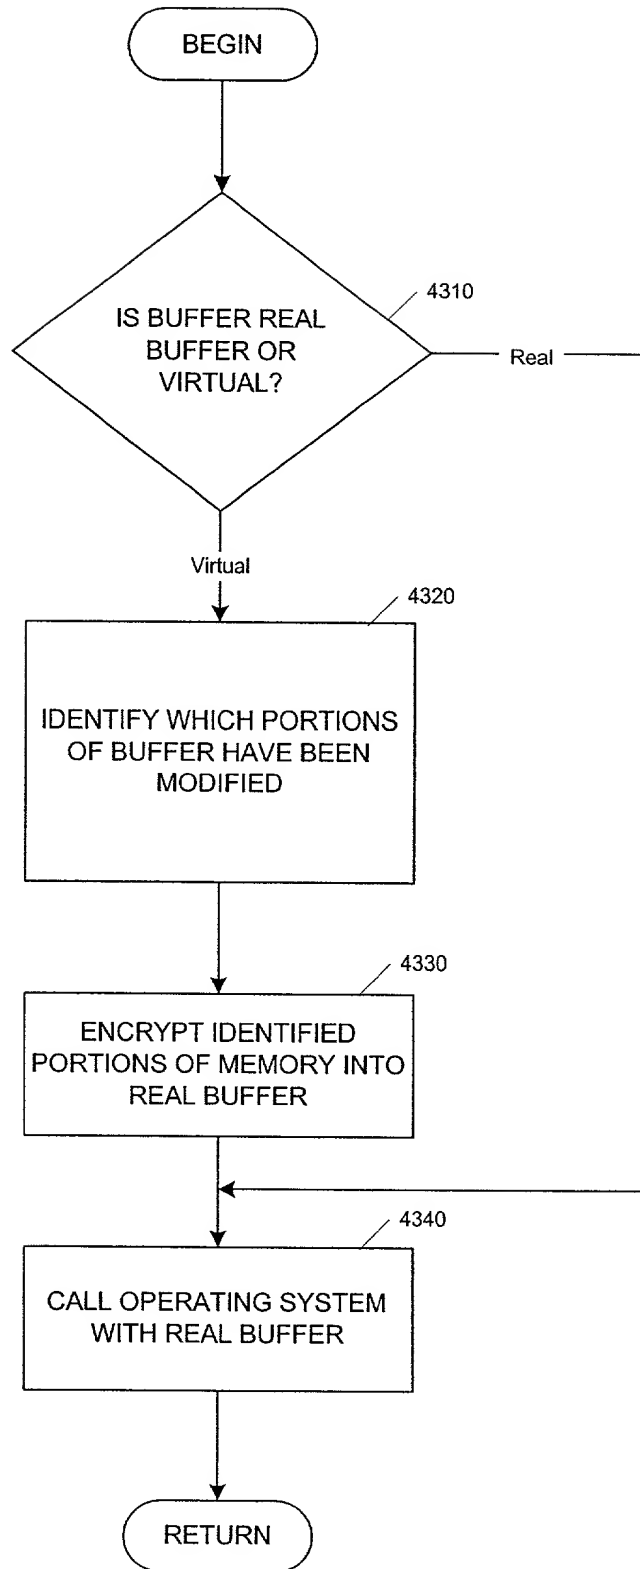 BEGIN
4310
IS BUFFER REAL
BUFFER OR
VIRTUAL?
Real
Virtual
4320
IDENTIFY WHICH PORTIONS
OF BUFFER HAVE BEEN
MODIFIED
4330
ENCRYPT IDENTIFIED
PORTIONS OF MEMORY INTO
REAL BUFFER
4340
CALL OPERATING SYSTEM
WITH REAL BUFFER
RETURN